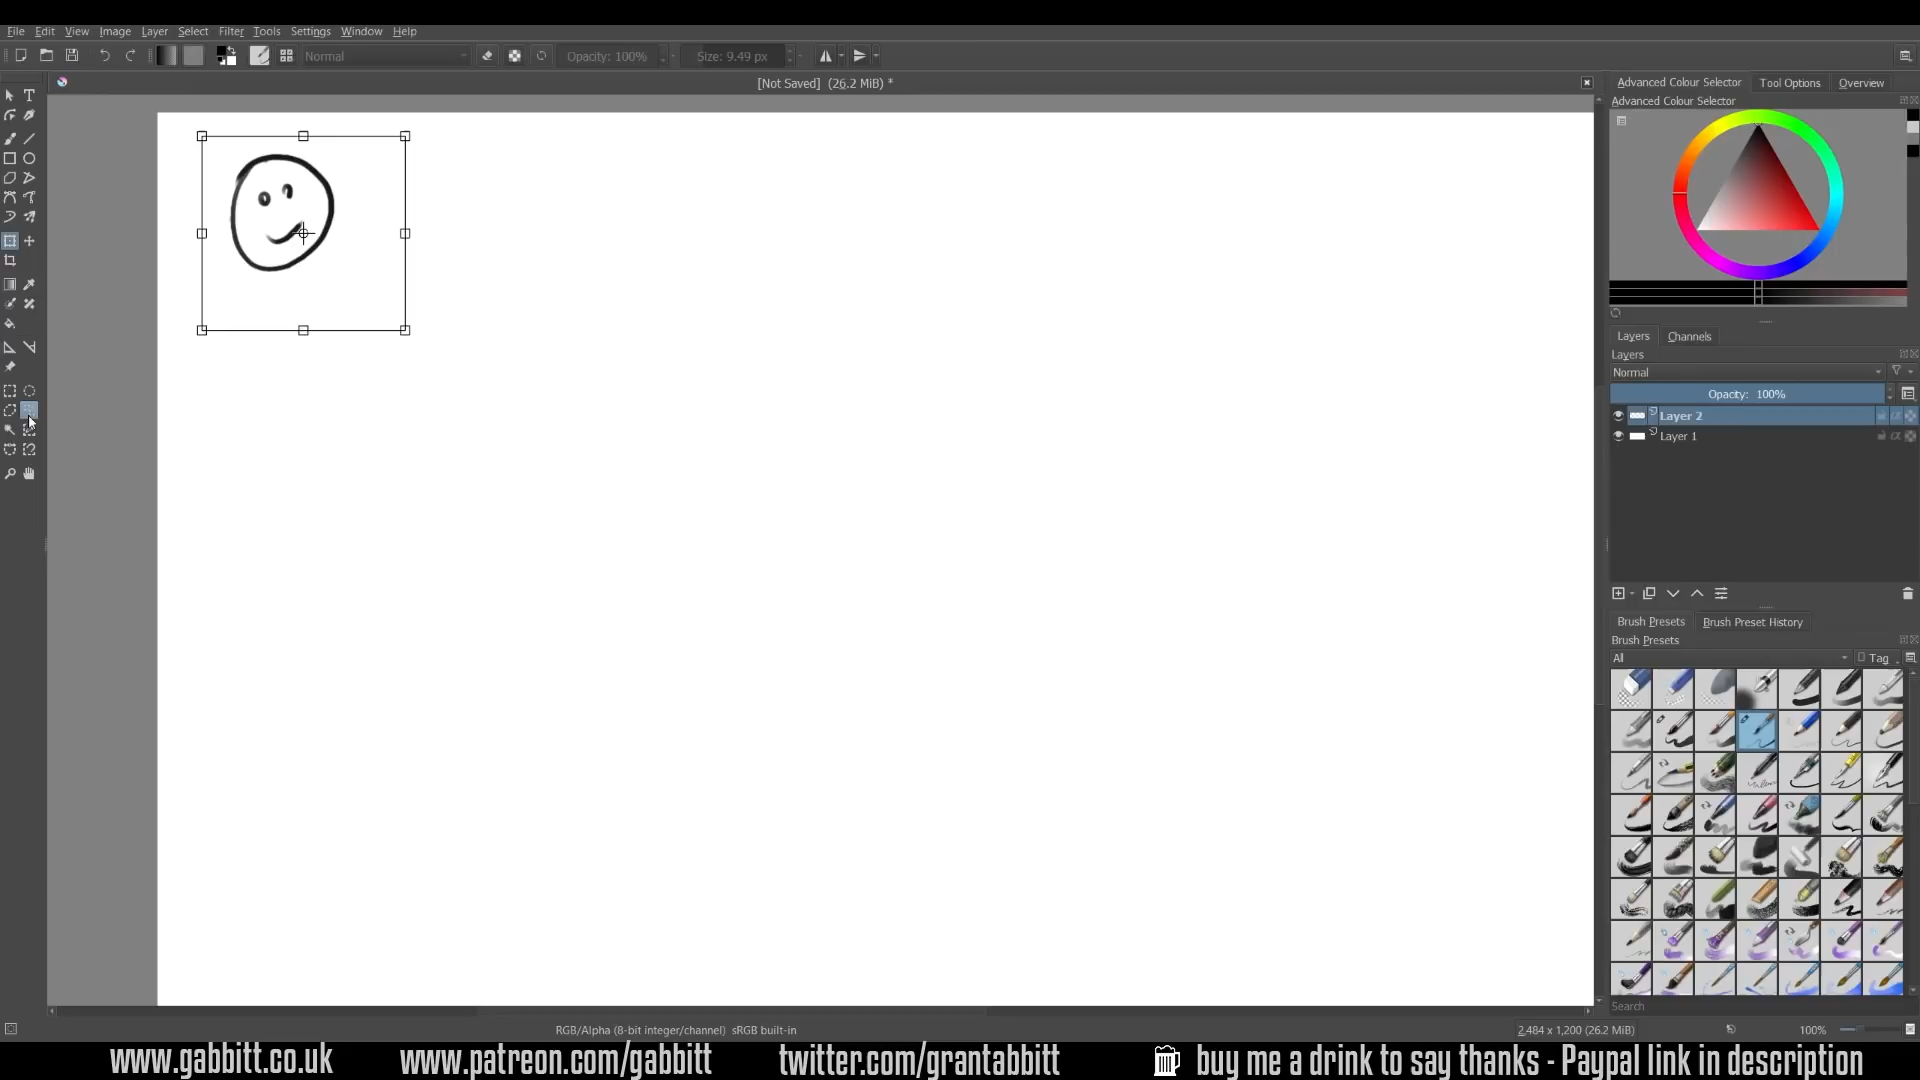 File Edit View Image Layer Select Filter Tools Settings Window Help
Normal Opacity: 100% Size: 9.49 px
[Not Saved] (26.2 MiB) *
Advanced Colour Selector Tool Options Overview
Advanced Colour Selector
Layers Channels
Layers
Normal
Opacity: 100%
Layer 2
Layer 1
Brush Presets Brush Preset History
Brush Presets
All Tag
Search
RGB/Alpha (8-bit integer/channel) sRGB built-in 2,484 x 1,200 (26.2 MiB) 100%
www.gabbitt.co.uk www.patreon.com/gabbitt twitter.com/grantabbitt buy me a drink to say thanks - Paypal link in description